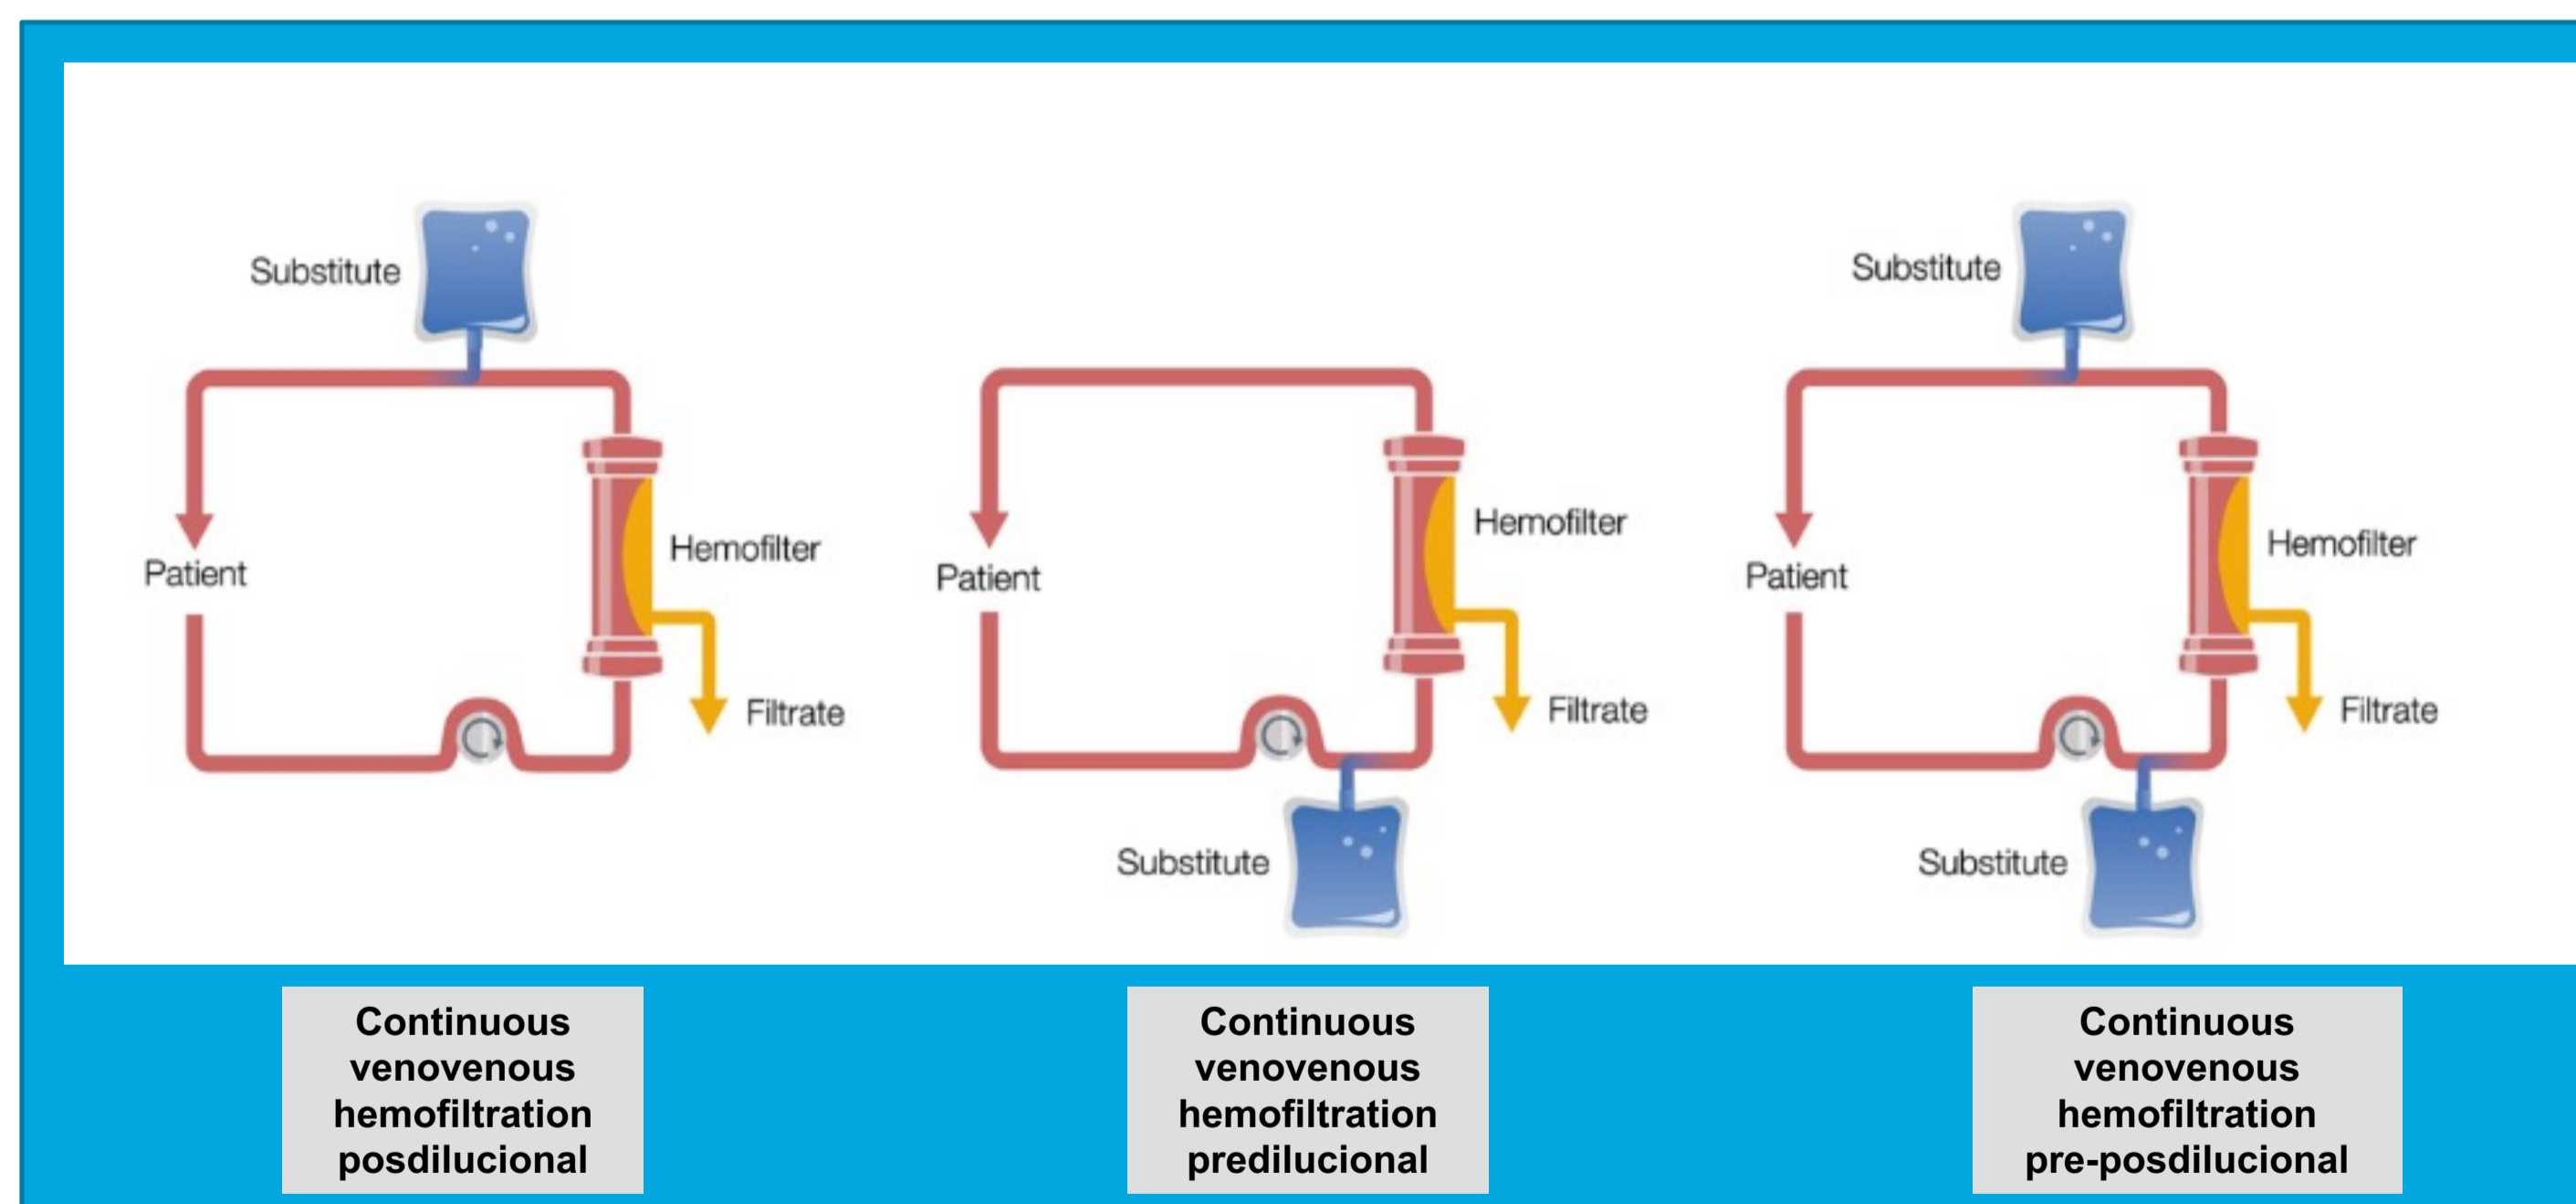 Substitute
Patient
Hemofilter
Filtrate
Continuous
venovenous
hemofiltration
posdilucional
Patient
Hemofilter
Filtrate
Substitute
Continuous
venovenous
hemofiltration
predilucional
Substitute
Patient
Hemofilter
Filtrate
Substitute
Continuous
venovenous
hemofiltration
pre-posdilucional